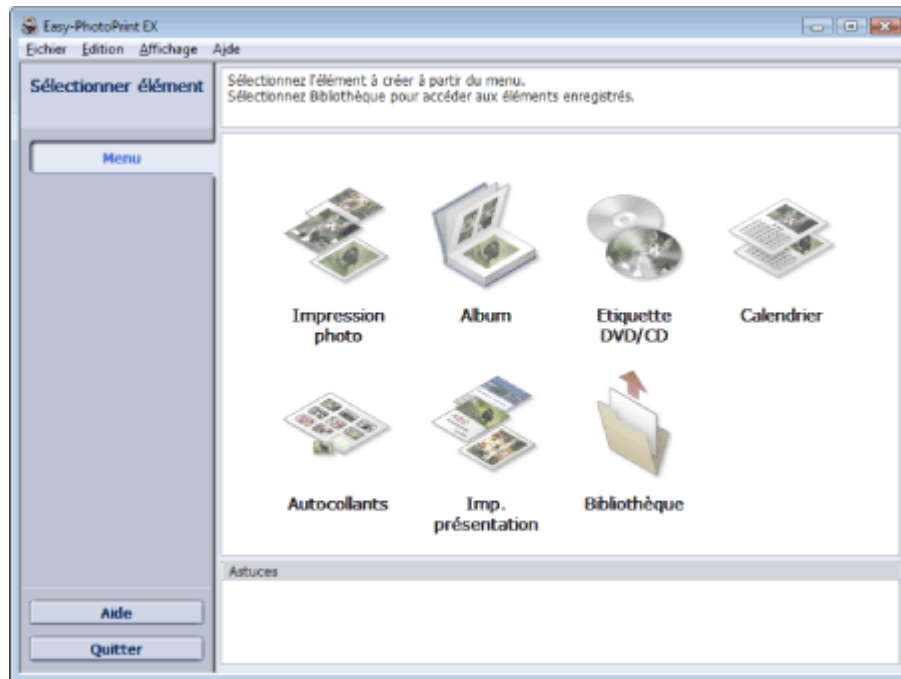 Easy-PhotoPrint EX
Fichier Edition Affichage Aide
Sélectionner élément
Sélectionnez l'élément à créer à partir du menu.
Sélectionnez Bibliothèque pour accéder aux éléments enregistrés.
Menu
Impression
photo
Album
Etiquette
DVD/CD
Calendrier
Autocollants
Imp.
présentation
Bibliothèque
Astuces
Aide
Quitter